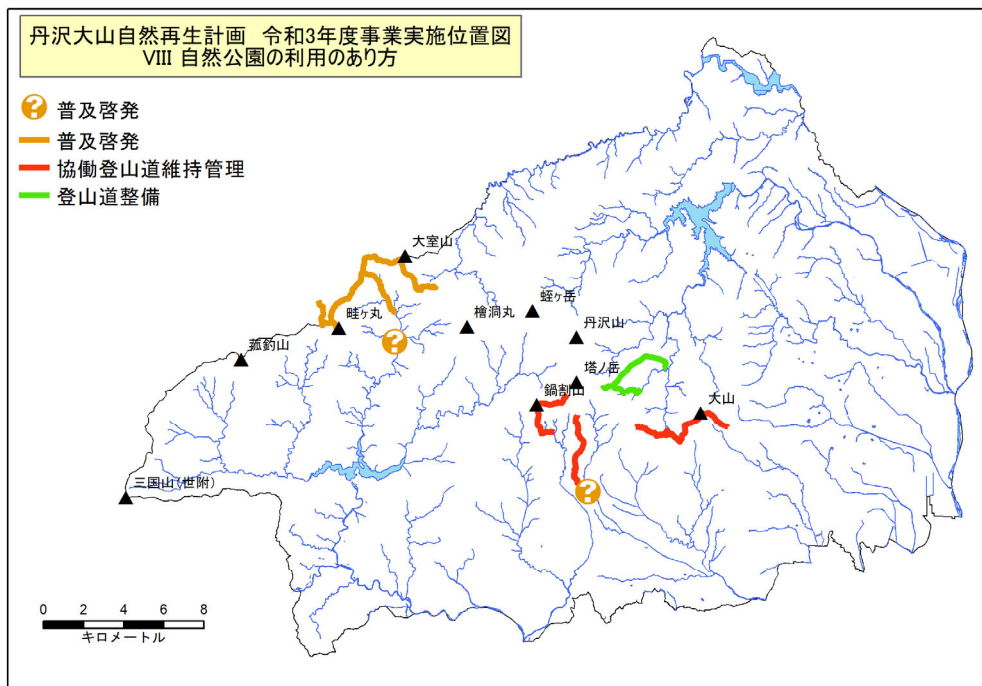 丹沢大山自然再生計画 令和3年度事業実施位置図
VIII 自然公園の利用のあり方
普及啓発
普及啓発
協働登山道維持管理
登山道整備
大室山
畦ヶ丸
檜洞丸
蛭ヶ岳
丹沢山
菰釣山
塔ノ岳
鍋割山
大山
三国山(世附)
0 2 4 6 8
キロメートル